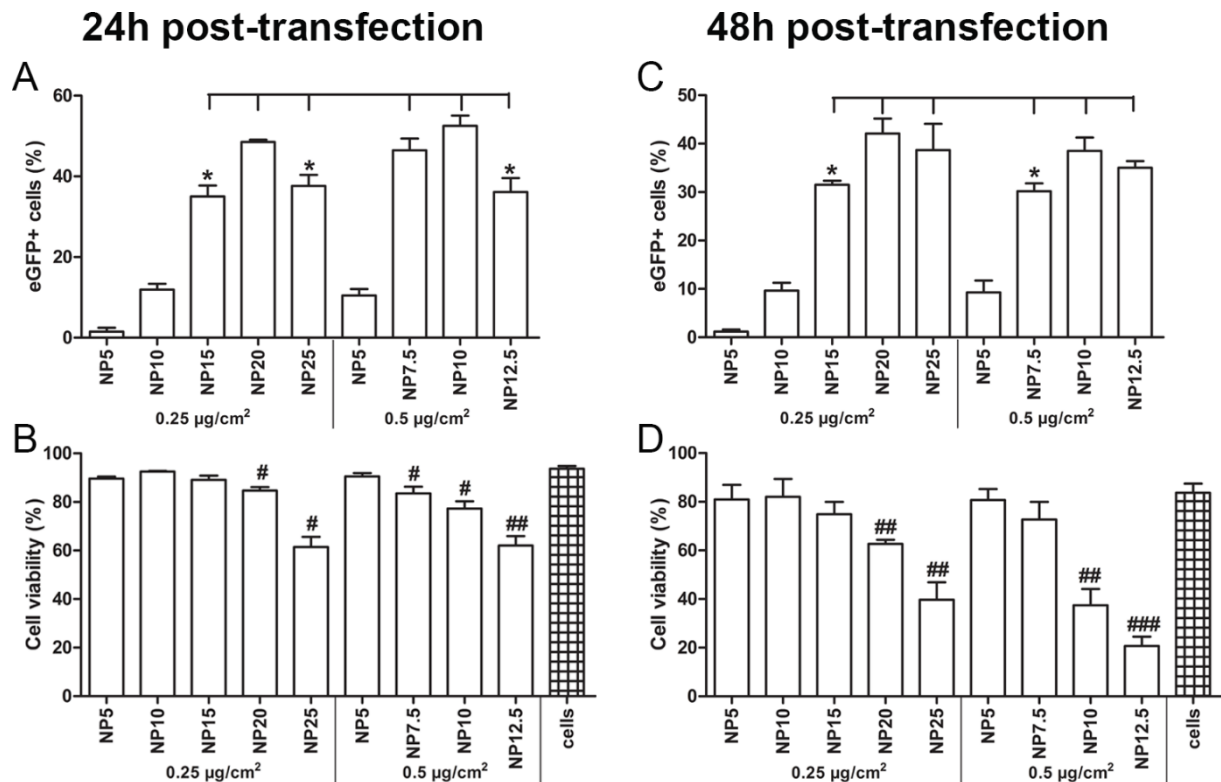 24h post-transfection
48h post-transfection
A
eGFP+ cells (%)
60
40
20
0
* * *
NP5 NP10 NP15 NP20 NP25 NP5 NP7.5 NP10 NP12.5
0.25 µg/cm² 0.5 µg/cm²
C
eGFP+ cells (%)
50
40
30
20
10
0
* *
NP5 NP10 NP15 NP20 NP25 NP5 NP7.5 NP10 NP12.5
0.25 µg/cm² 0.5 µg/cm²
B
Cell viability (%)
100
80
60
40
20
0
# # # # ##
NP5 NP10 NP15 NP20 NP25 NP5 NP7.5 NP10 NP12.5 cells
0.25 µg/cm² 0.5 µg/cm²
D
Cell viability (%)
100
80
60
40
20
0
## ## ## ###
NP5 NP10 NP15 NP20 NP25 NP5 NP7.5 NP10 NP12.5 cells
0.25 µg/cm² 0.5 µg/cm²